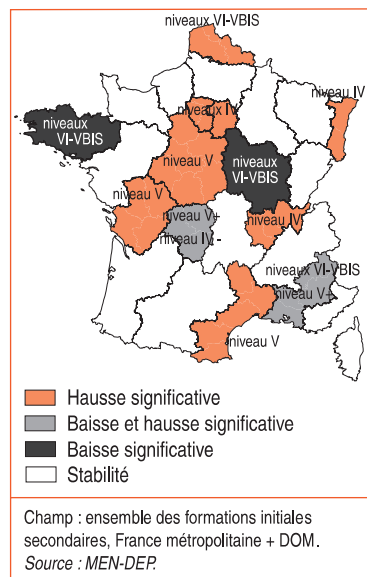 niveaux VI-VBIS
niveaux IV
niveau IV
niveaux
VI-VBIS
niveau V
niveaux
VI-VBIS
niveau V
niveau V+
niveau IV -
niveau IV
niveaux VI-VBIS
niveau V+
niveau V
Hausse significative
Baisse et hausse significative
Baisse significative
Stabilité
Champ : ensemble des formations initiales
secondaires, France métropolitaine + DOM.
Source : MEN-DEP.